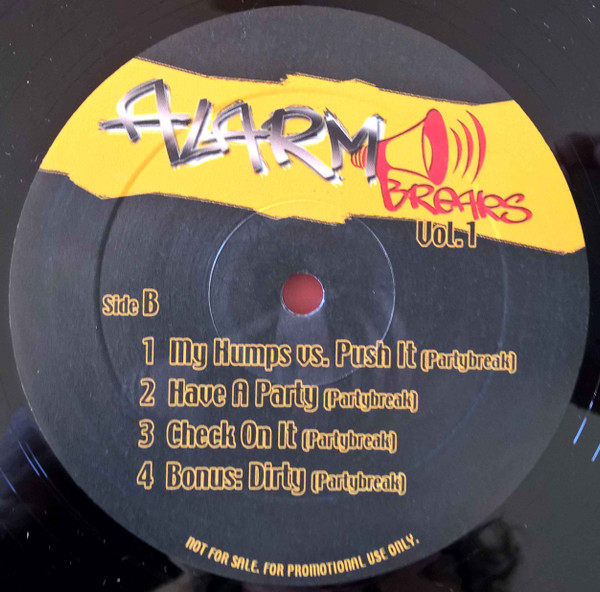 ALARM
BREAKS
Vol.1
Side B
1 My Humps vs. Push It (Partybreak)
2 Have A Party (Partybreak)
3 Check On It (Partybreak)
4 Bonus: Dirty (Partybreak)
NOT FOR SALE. FOR PROMOTIONAL USE ONLY.